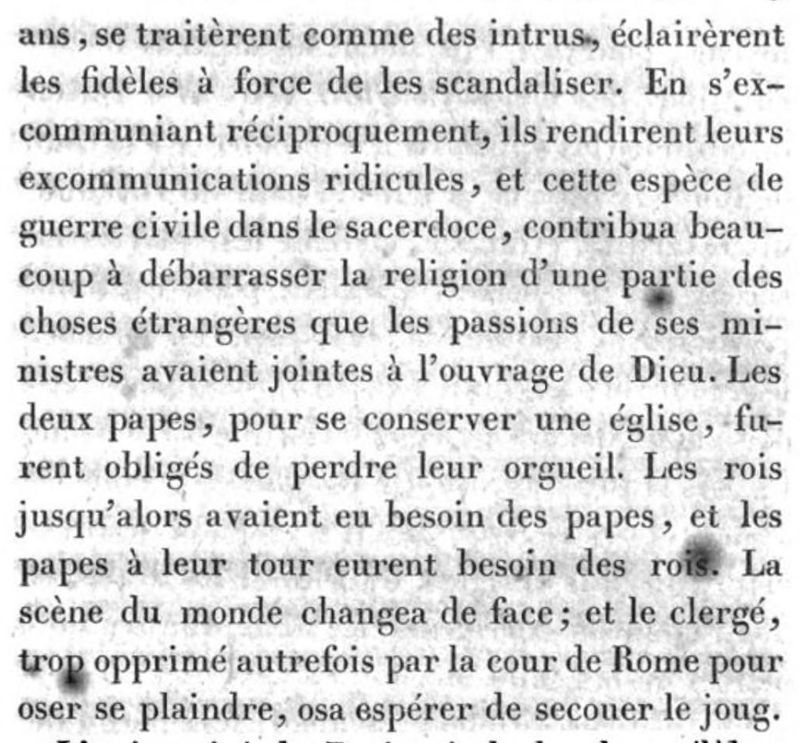 ans, se traitèrent comme des intrus, éclairèrent
les fidèles à force de les scandaliser. En s'ex-
communiant réciproquement, ils rendirent leurs
excommunications ridicules, et cette espèce de
guerre civile dans le sacerdoce, contribua beau-
coup à débarrasser la religion d'une partie des
choses étrangères que les passions de ses mi-
nistres avaient jointes à l'ouvrage de Dieu. Les
deux papes, pour se conserver une église, fu-
rent obligés de perdre leur orgueil. Les rois
jusqu'alors avaient eu besoin des papes, et les
papes à leur tour eurent besoin des rois. La
scène du monde changea de face; et le clergé,
trop opprimé autrefois par la cour de Rome pour
oser se plaindre, osa espérer de secouer le joug.